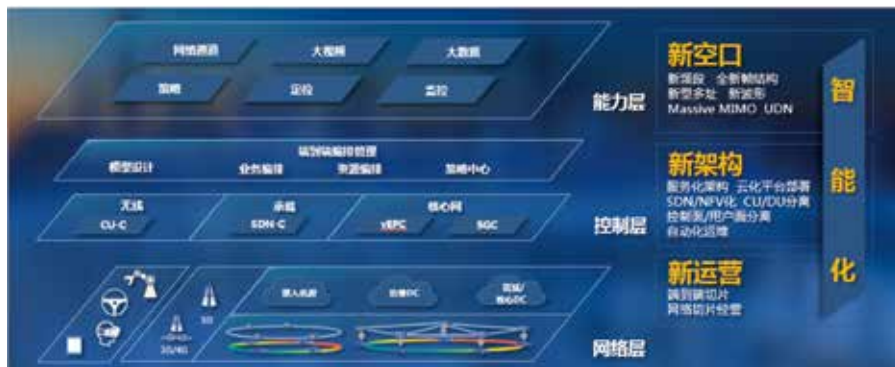 网络通道 大视频 大数据
策略 定位 监控
能力层
端到端编排管理
模型设计 业务编排 资源编排 策略中心
无线 承载 核心网
CU-C SDN-C vEPC 5GC
控制层
接入机房 边缘DC
核心DC
5G
3G/4G
网络层
新空口
新频段 全新帧结构
新型多址 新波形
Massive MIMO UDN
新架构
服务化架构 云化平台部署
SDN/NFV化 CU/DU分离
控制面/用户面分离
自动化运维
新运营
端到端切片
网络切片经营
智能化